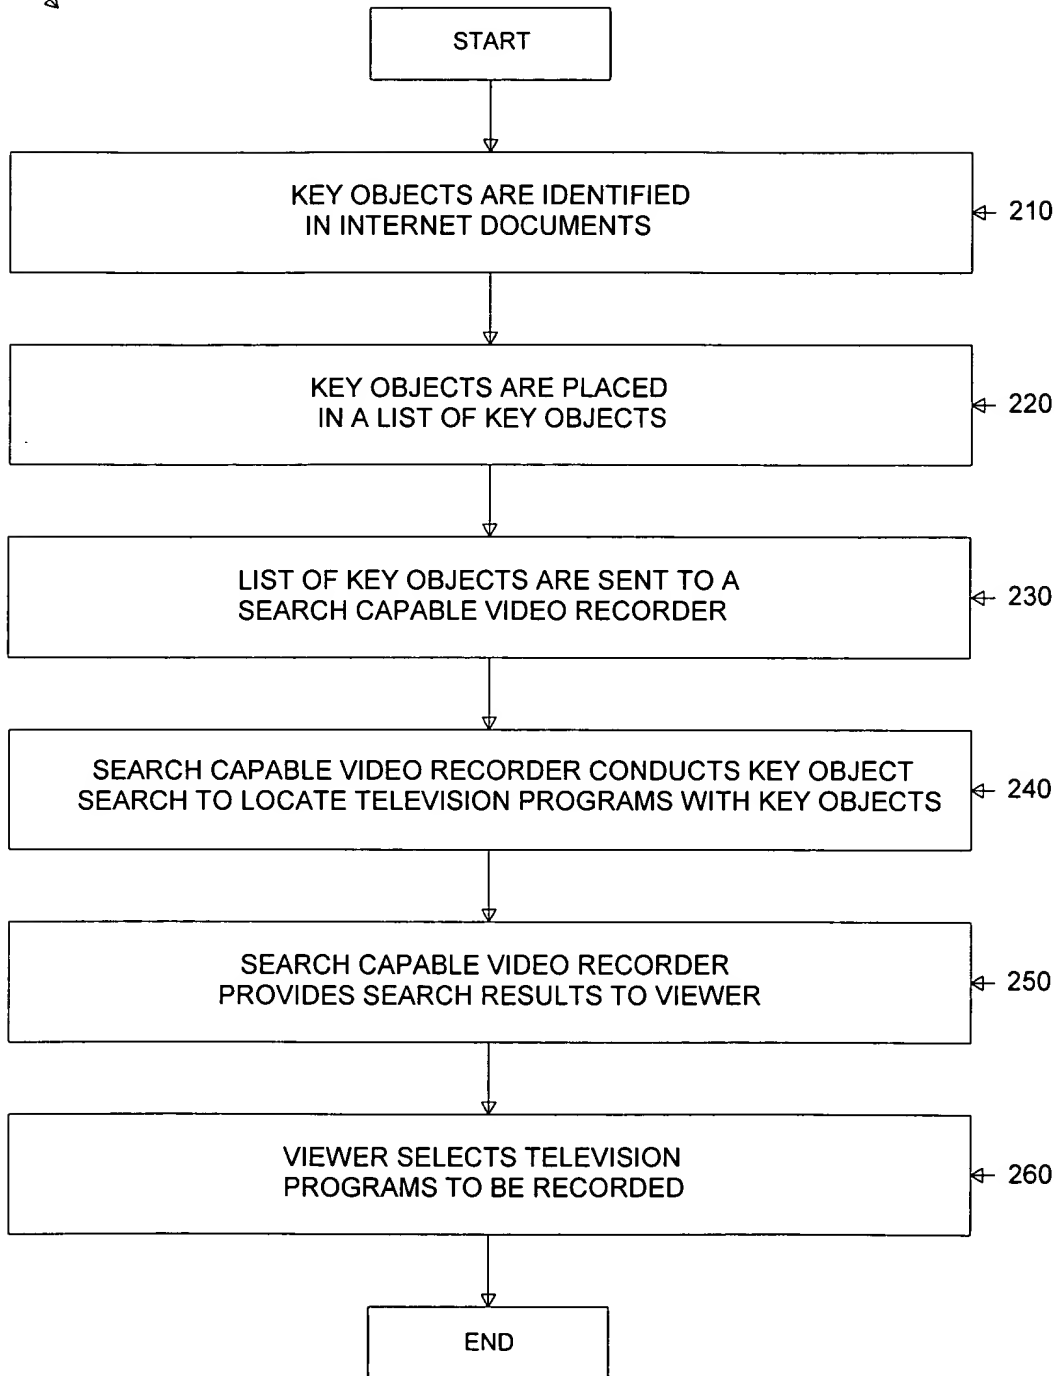 START
KEY OBJECTS ARE IDENTIFIED
IN INTERNET DOCUMENTS
210
KEY OBJECTS ARE PLACED
IN A LIST OF KEY OBJECTS
220
LIST OF KEY OBJECTS ARE SENT TO A
SEARCH CAPABLE VIDEO RECORDER
230
SEARCH CAPABLE VIDEO RECORDER CONDUCTS KEY OBJECT
SEARCH TO LOCATE TELEVISION PROGRAMS WITH KEY OBJECTS
240
SEARCH CAPABLE VIDEO RECORDER
PROVIDES SEARCH RESULTS TO VIEWER
250
VIEWER SELECTS TELEVISION
PROGRAMS TO BE RECORDED
260
END